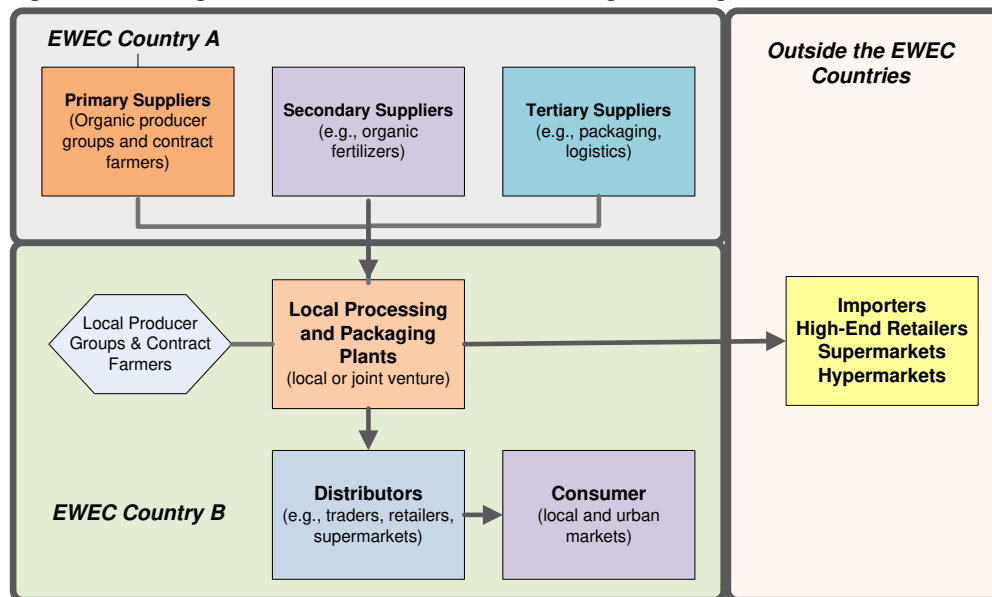 EWEC Country A
Primary Suppliers
(Organic producer
groups and contract
farmers)
Secondary Suppliers
(e.g., organic
fertilizers)
Tertiary Suppliers
(e.g., packaging,
logistics)
Outside the EWEC
Countries
Local Producer
Groups & Contract
Farmers
Local Processing
and Packaging
Plants
(local or joint venture)
Importers
High-End Retailers
Supermarkets
Hypermarkets
EWEC Country B
Distributors
(e.g., traders, retailers,
supermarkets)
Consumer
(local and urban
markets)